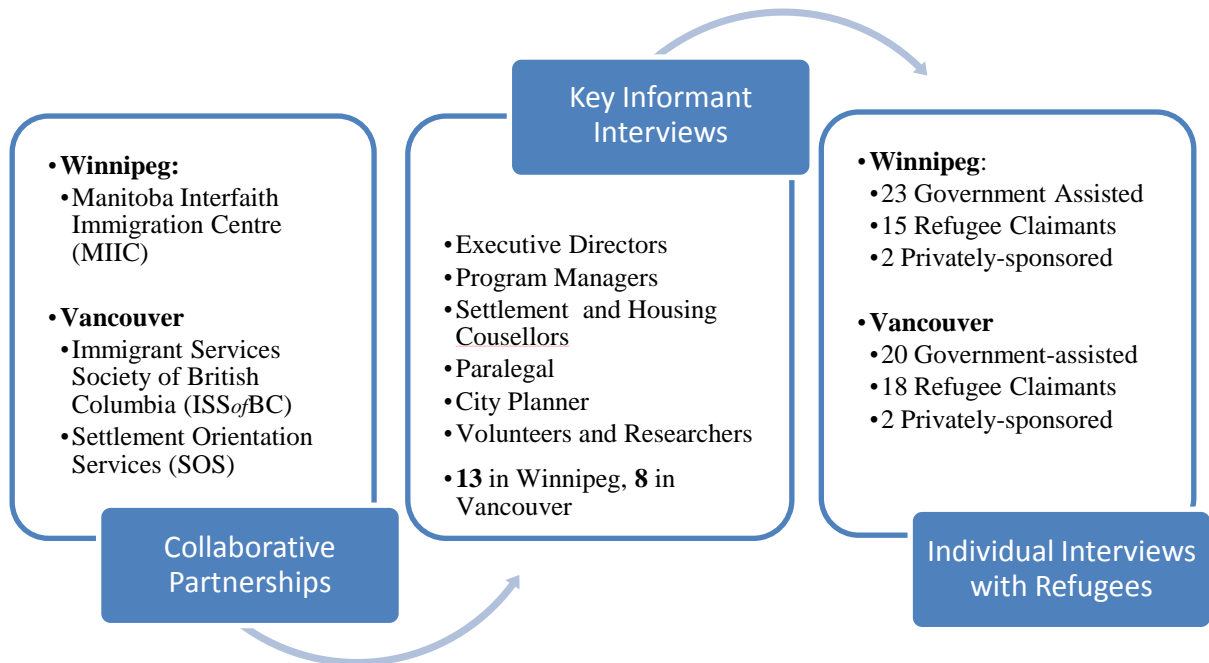 •Winnipeg:
•Manitoba Interfaith
Immigration Centre
(MIIC)
•Vancouver
•Immigrant Services
Society of British
Columbia (ISSofBC)
•Settlement Orientation
Services (SOS)
Collaborative
Partnerships
Key Informant
Interviews
•Executive Directors
•Program Managers
•Settlement and Housing
Cousellors
•Paralegal
•City Planner
•Volunteers and Researchers
•13 in Winnipeg, 8 in
Vancouver
•Winnipeg:
•23 Government Assisted
•15 Refugee Claimants
•2 Privately-sponsored
•Vancouver
•20 Government-assisted
•18 Refugee Claimants
•2 Privately-sponsored
Individual Interviews
with Refugees